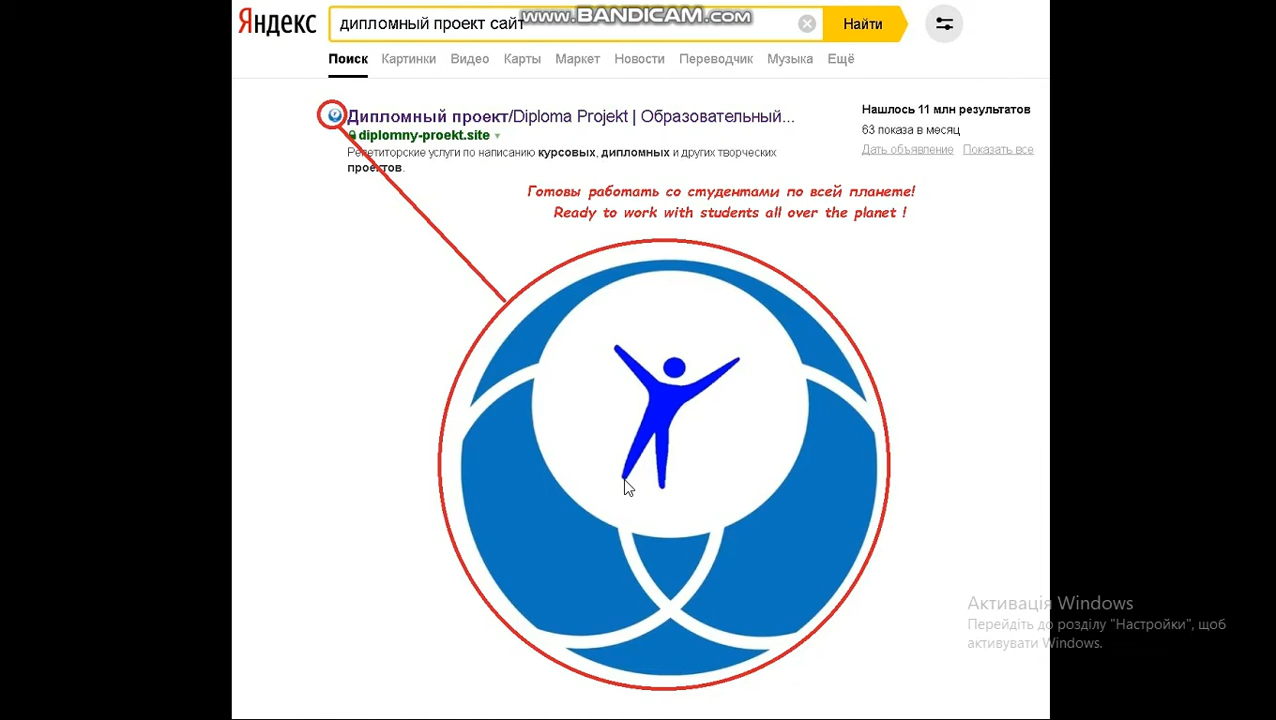 www.BANDICAM.com
Яндекс
дипломный проект сайт
Найти
Поиск Картинки Видео Карты Маркет Новости Переводчик Музыка Ещё
Дипломный проект/Diploma Projekt | Образовательный...
diplomny-proekt.site
Репетиторские услуги по написанию курсовых, дипломных и других творческих
проектов.
Нашлось 11 млн результатов
63 показа в месяц
Дать объявление Показать все
Готовы работать со студентами по всей планете!
Ready to work with students all over the planet !
Активація Windows
Перейдіть до розділу "Настройки", щоб
активувати Windows.